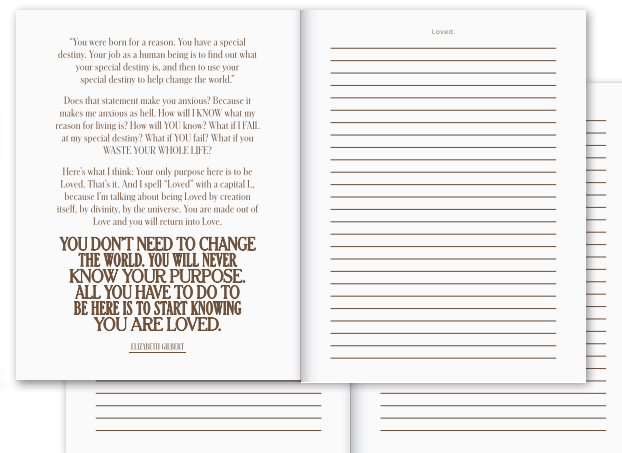 “You were born for a reason. You have a special
destiny. Your job as a human being is to find out what
your special destiny is, and then to use your
special destiny to help change the world.”
Does that statement make you anxious? Because it
makes me anxious as hell. How will I KNOW what my
reason for living is? How will YOU know? What if I FAIL
at my special destiny? What if YOU fail? What if you
WASTE YOUR WHOLE LIFE?
Here’s what I think: Your only purpose here is to be
Loved. That’s it. And I spell “Loved” with a capital L,
because I’m talking about being Loved by creation
itself, by divinity, by the universe. You are made out of
Love and you will return into Love.
YOU DON’T NEED TO CHANGE
THE WORLD. YOU WILL NEVER
KNOW YOUR PURPOSE.
ALL YOU HAVE TO DO TO
BE HERE IS TO START KNOWING
YOU ARE LOVED.
ELIZABETH GILBERT
Loved.